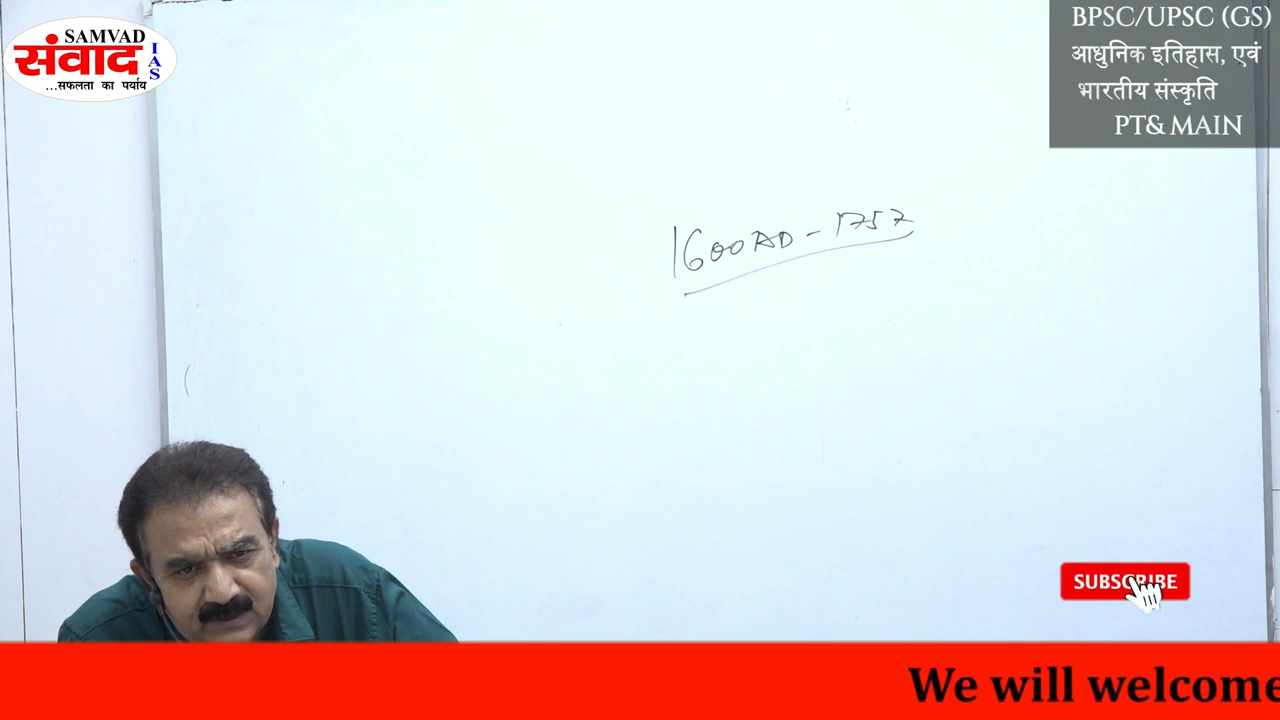 SAMVAD
संवाद
IAS
...सफलता का पर्याय
BPSC/UPSC (GS)
आधुनिक इतिहास, एवं
भारतीय संस्कृति
PT& MAIN
1600AD - 1757
SUBSCRIBE
We will welcome